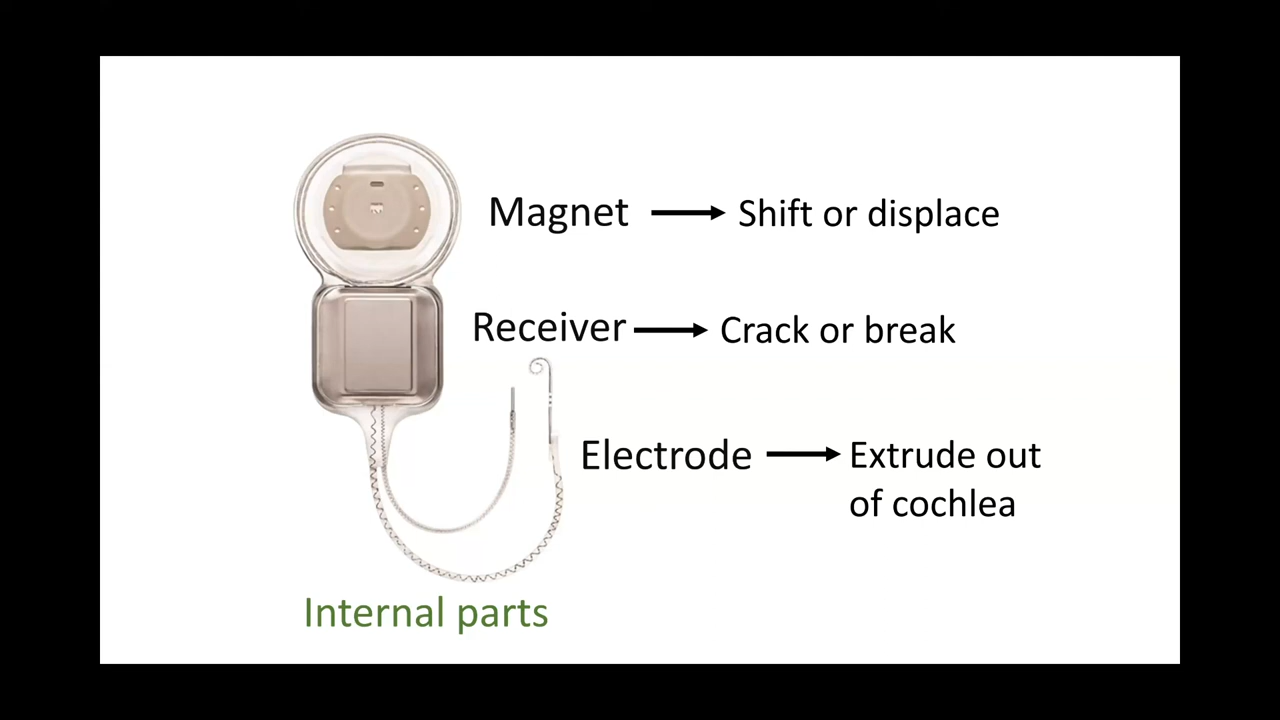 Magnet → Shift or displace
Receiver → Crack or break
Electrode → Extrude out
of cochlea
Internal parts